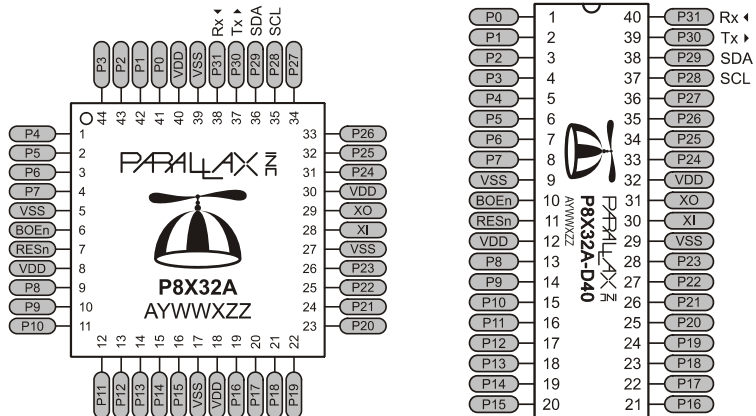 Rx
Tx
SDA
SCL
P3 P2 P1 P0 VDD VSS P31 P30 P29 P28 P27
44 43 42 41 40 39 38 37 36 35 34
P4 1 33 P26
P5 2 32 P25
P6 3 31 P24
P7 4 30 VDD
VSS 5 29 XO
BOEn 6 28 XI
RESn 7 27 VSS
VDD 8 26 P23
P8 9 25 P22
P9 10 24 P21
P10 11 23 P20
PARALLAX INC
P8X32A
AYWWXZZ
12 13 14 15 16 17 18 19 20 21 22
P11 P12 P13 P14 P15 VSS VDD P16 P17 P18 P19
P0 1 40 P31 Rx
P1 2 39 P30 Tx
P2 3 38 P29 SDA
P3 4 37 P28 SCL
P4 5 36 P27
P5 6 35 P26
P6 7 34 P25
P7 8 33 P24
VSS 9 32 VDD
BOEn 10 31 XO
RESn 11 30 XI
VDD 12 29 VSS
P8 13 28 P23
P9 14 27 P22
P10 15 26 P21
P11 16 25 P20
P12 17 24 P19
P13 18 23 P18
P14 19 22 P17
P15 20 21 P16
PARALLAX INC
P8X32A-D40
AYWWXZZ